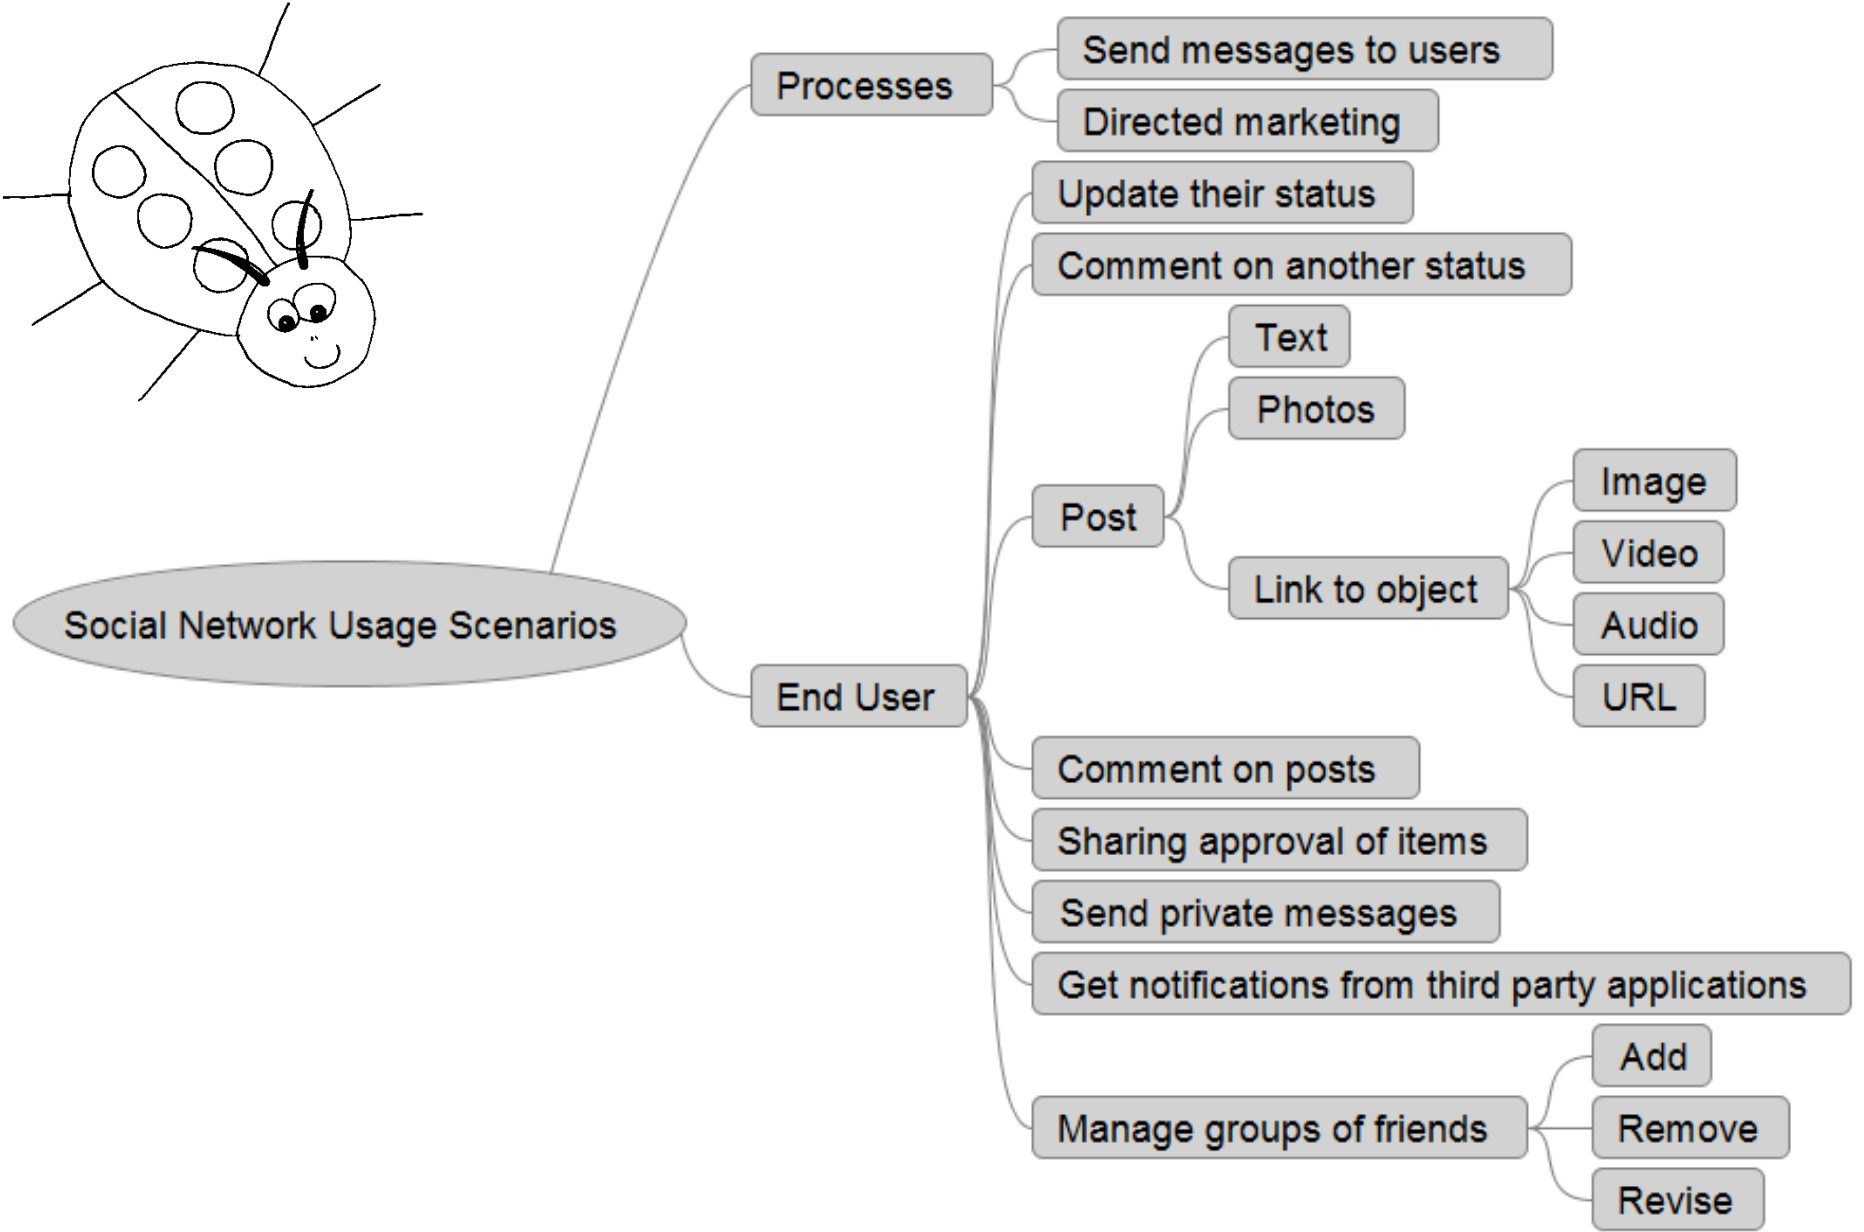 Send messages to users
Processes
Directed marketing
Update their status
Comment on another status
Text
Photos
Image
Post
Video
Link to object
Audio
Social Network Usage Scenarios
URL
End User
Comment on posts
Sharing approval of items
Send private messages
Get notifications from third party applications
Add
Manage groups of friends
Remove
Revise